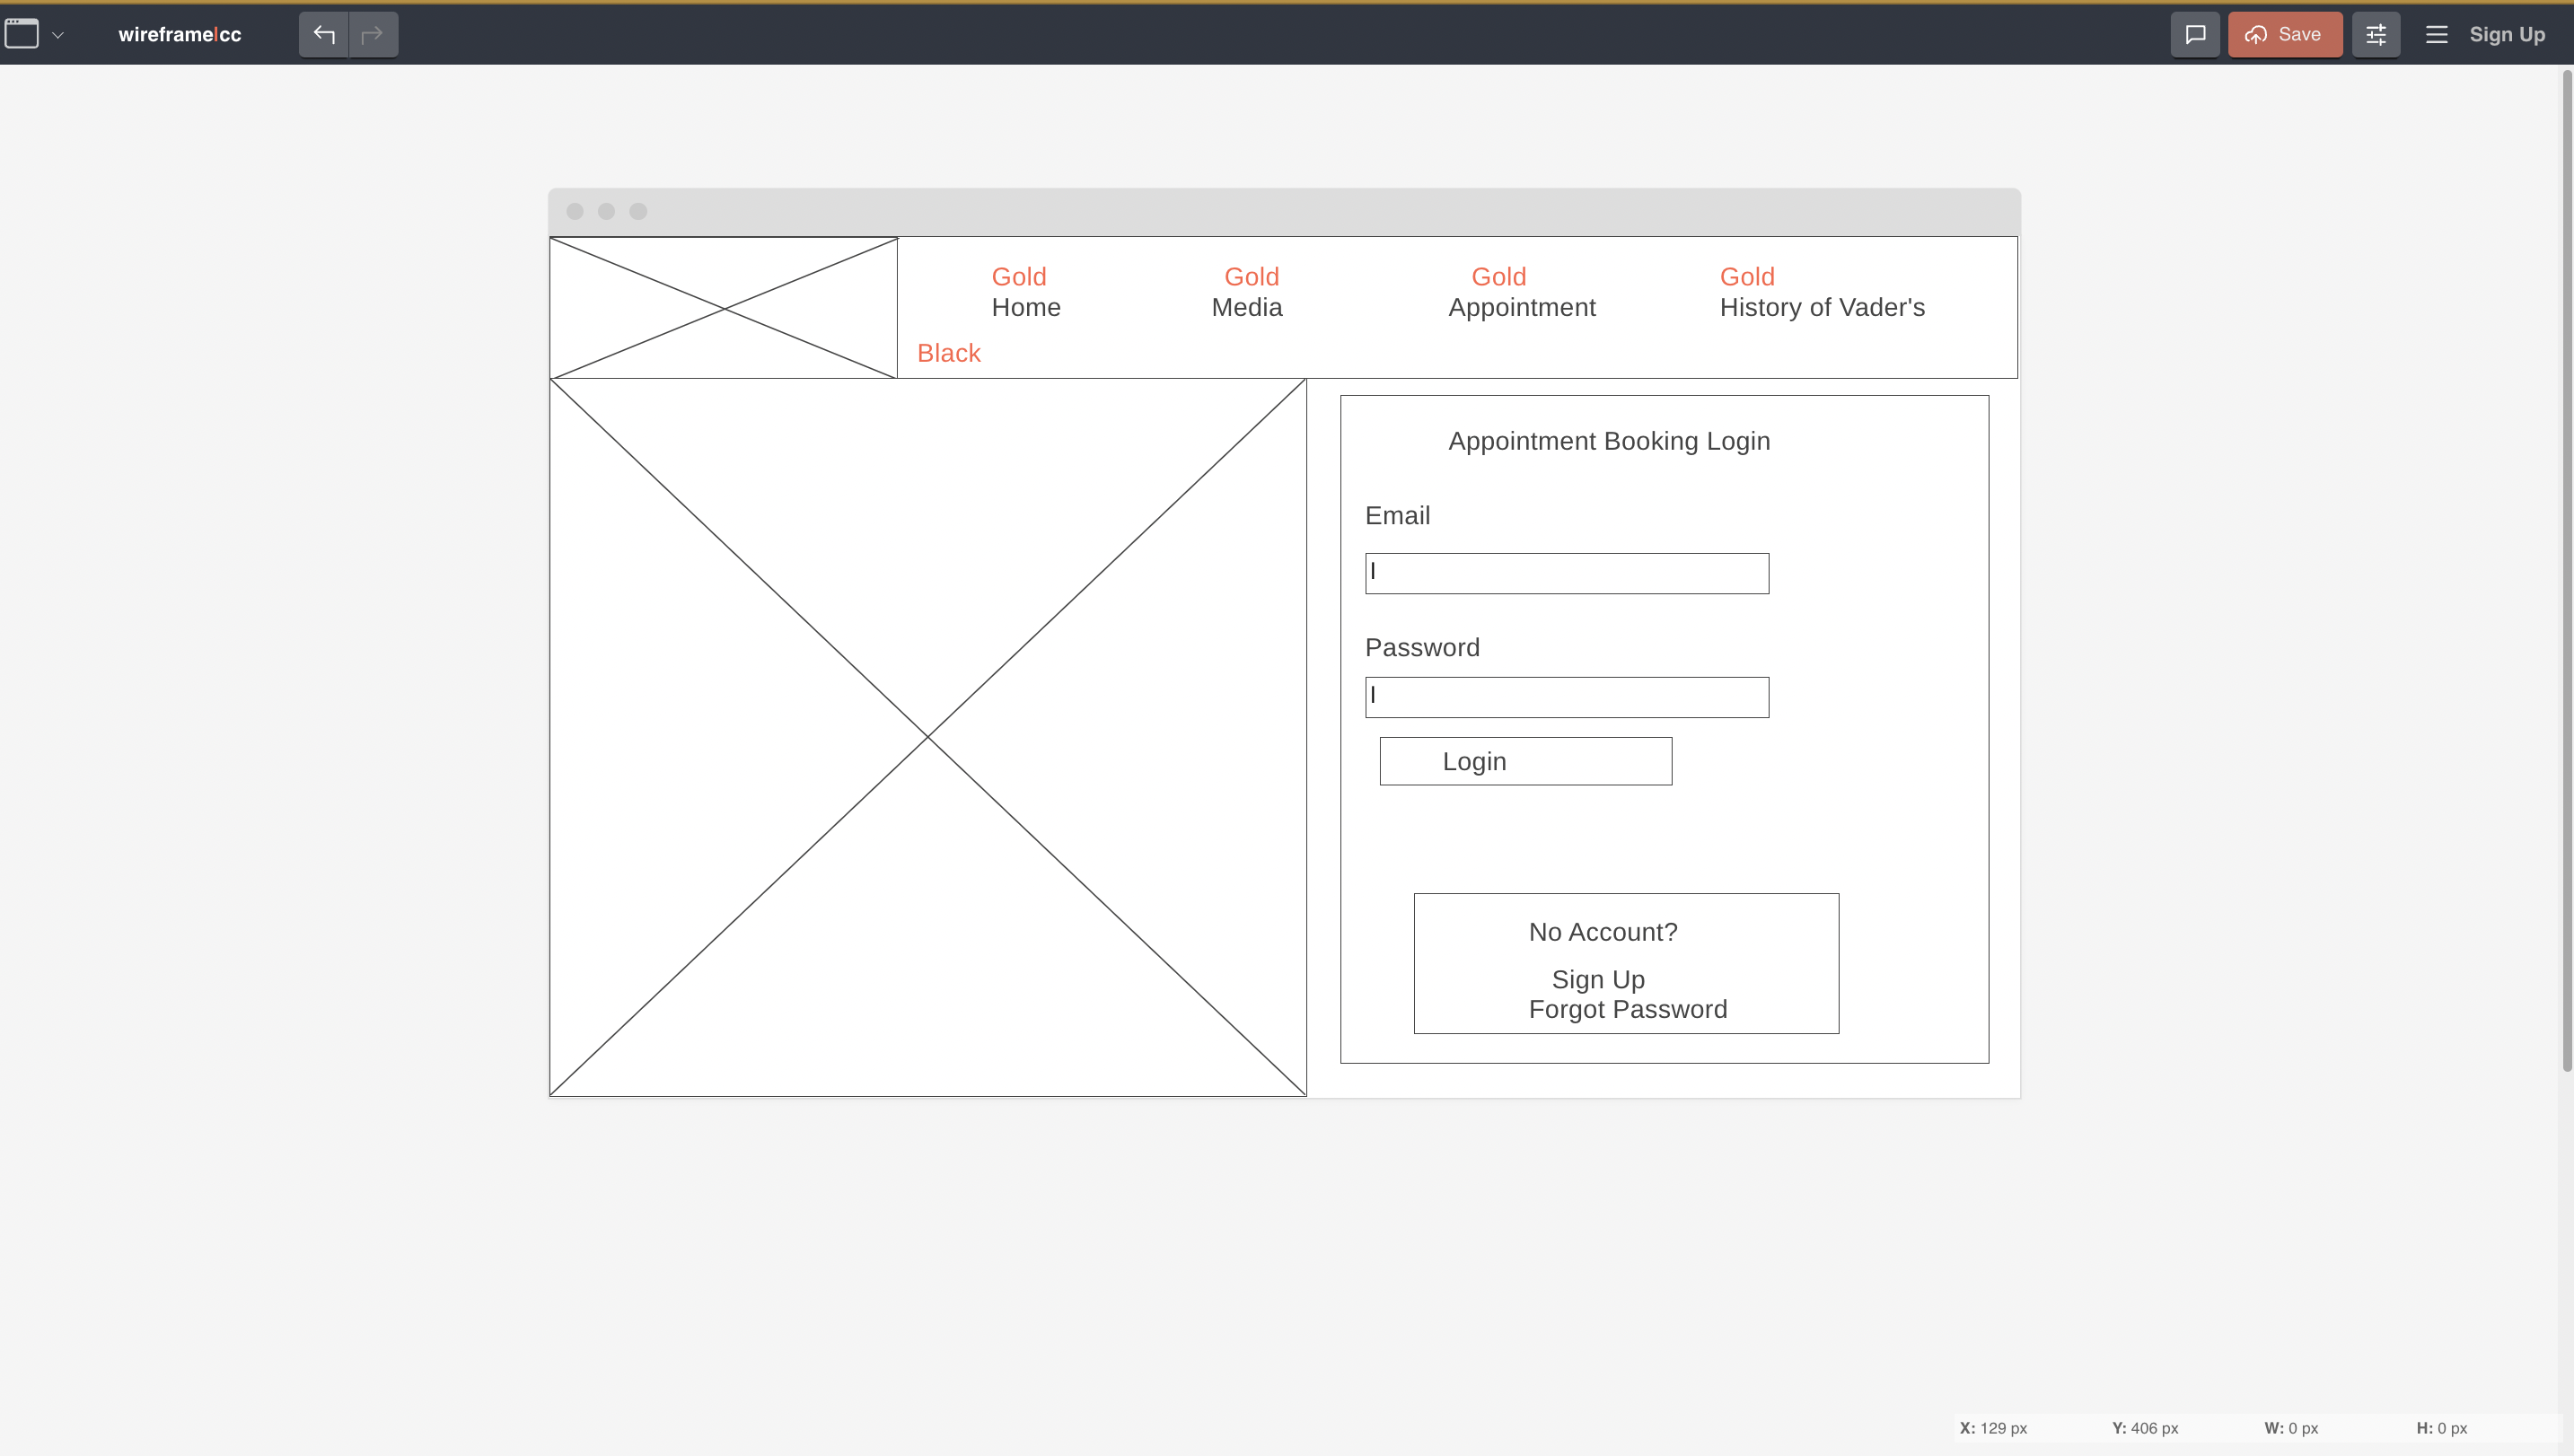 wireframe|cc
Save
Sign Up
Gold Gold Gold Gold
Home Media Appointment History of Vader's
Black
Appointment Booking Login
Email
|
Password
|
Login
No Account?
Sign Up
Forgot Password
X: 129 px Y: 406 px W: 0 px H: 0 px